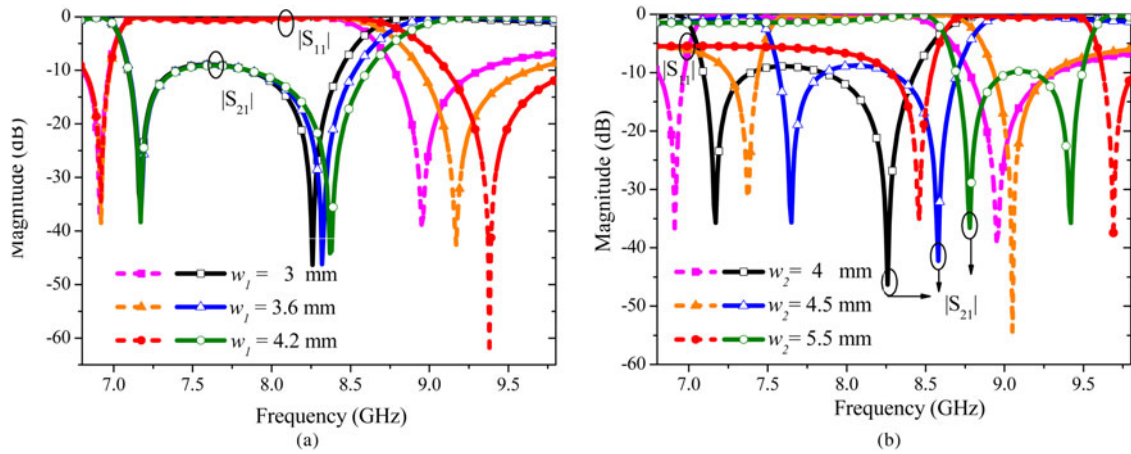 0
-10
-20
-30
-40
-50
-60
Magnitude (dB)
|S11|
|S21|
w1 = 3 mm
w1 = 3.6 mm
w1 = 4.2 mm
7.0 7.5 8.0 8.5 9.0 9.5
Frequency (GHz)
(a)
0
-10
-20
-30
-40
-50
-60
Magnitude (dB)
|S11|
|S21|
w2 = 4 mm
w2 = 4.5 mm
w2 = 5.5 mm
7.0 7.5 8.0 8.5 9.0 9.5
Frequency (GHz)
(b)